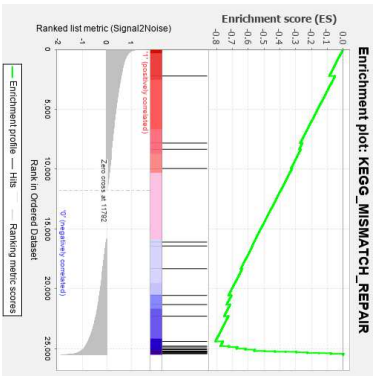 Enrichment plot: KEGG_MISMATCH_REPAIR
Enrichment score (ES)
0.0
-0.1
-0.2
-0.3
-0.4
-0.5
-0.6
-0.7
-0.8
'1' (positively correlated)
Zero cross at 11792
'0' (negatively correlated)
Ranked list metric (Signal2Noise)
1
0
-1
-2
0
5,000
10,000
15,000
20,000
25,000
Rank in Ordered Dataset
Enrichment profile Hits Ranking metric scores